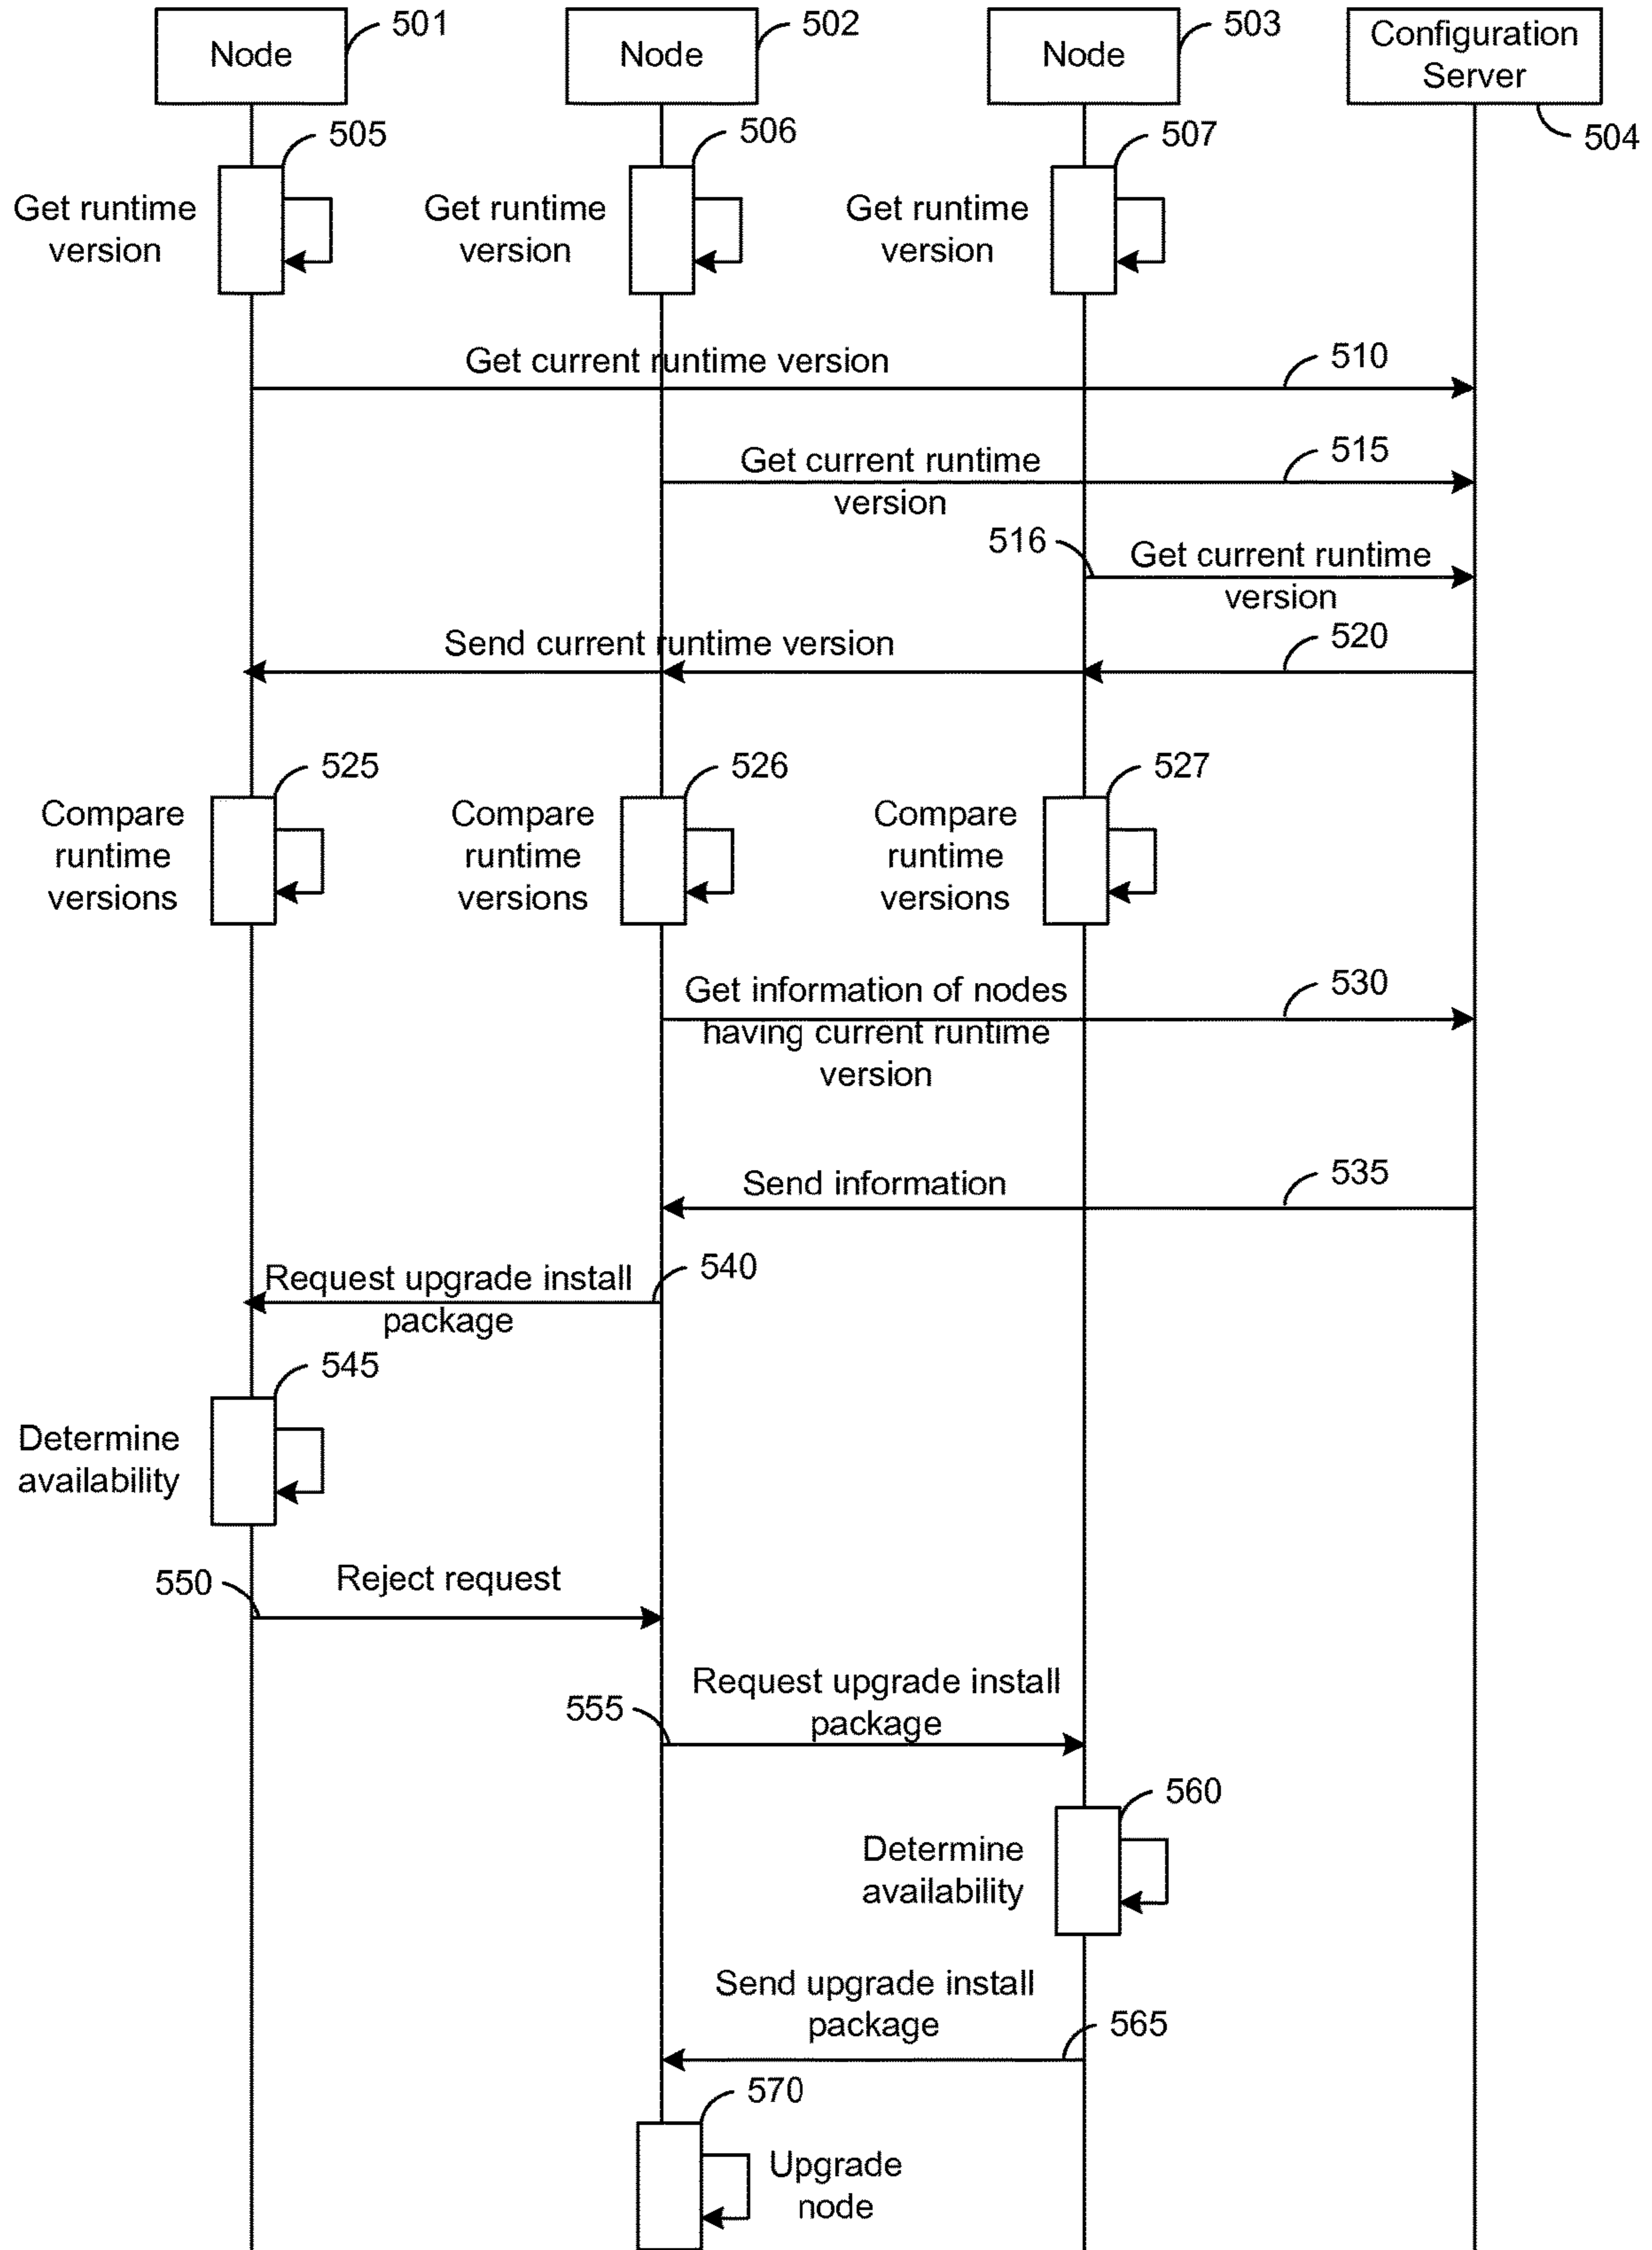 501
502
503
Node
Node
Node
Configuration
Server
504
505
506
507
Get runtime
version
Get runtime
version
Get runtime
version
Get current runtime version
510
Get current runtime
version
515
516
Get current runtime
version
Send current runtime version
520
525
526
527
Compare
runtime
versions
Compare
runtime
versions
Compare
runtime
versions
Get information of nodes
having current runtime
version
530
Send information
535
Request upgrade install
package
540
545
Determine
availability
550
Reject request
Request upgrade install
package
555
560
Determine
availability
Send upgrade install
package
565
570
Upgrade
node